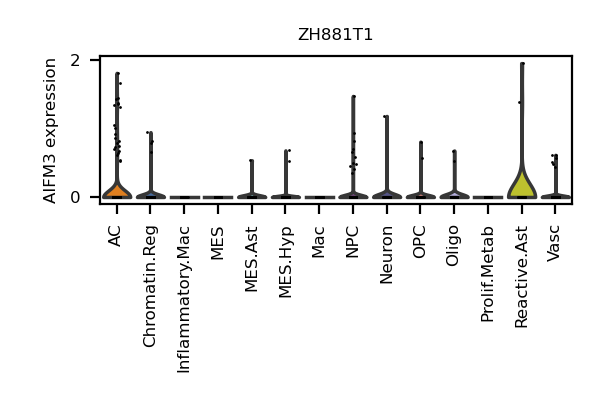 ZH881T1
AIFM3 expression
2
0
AC
Chromatin.Reg
Inflammatory.Mac
MES
MES.Ast
MES.Hyp
Mac
NPC
Neuron
OPC
Oligo
Prolif.Metab
Reactive.Ast
Vasc